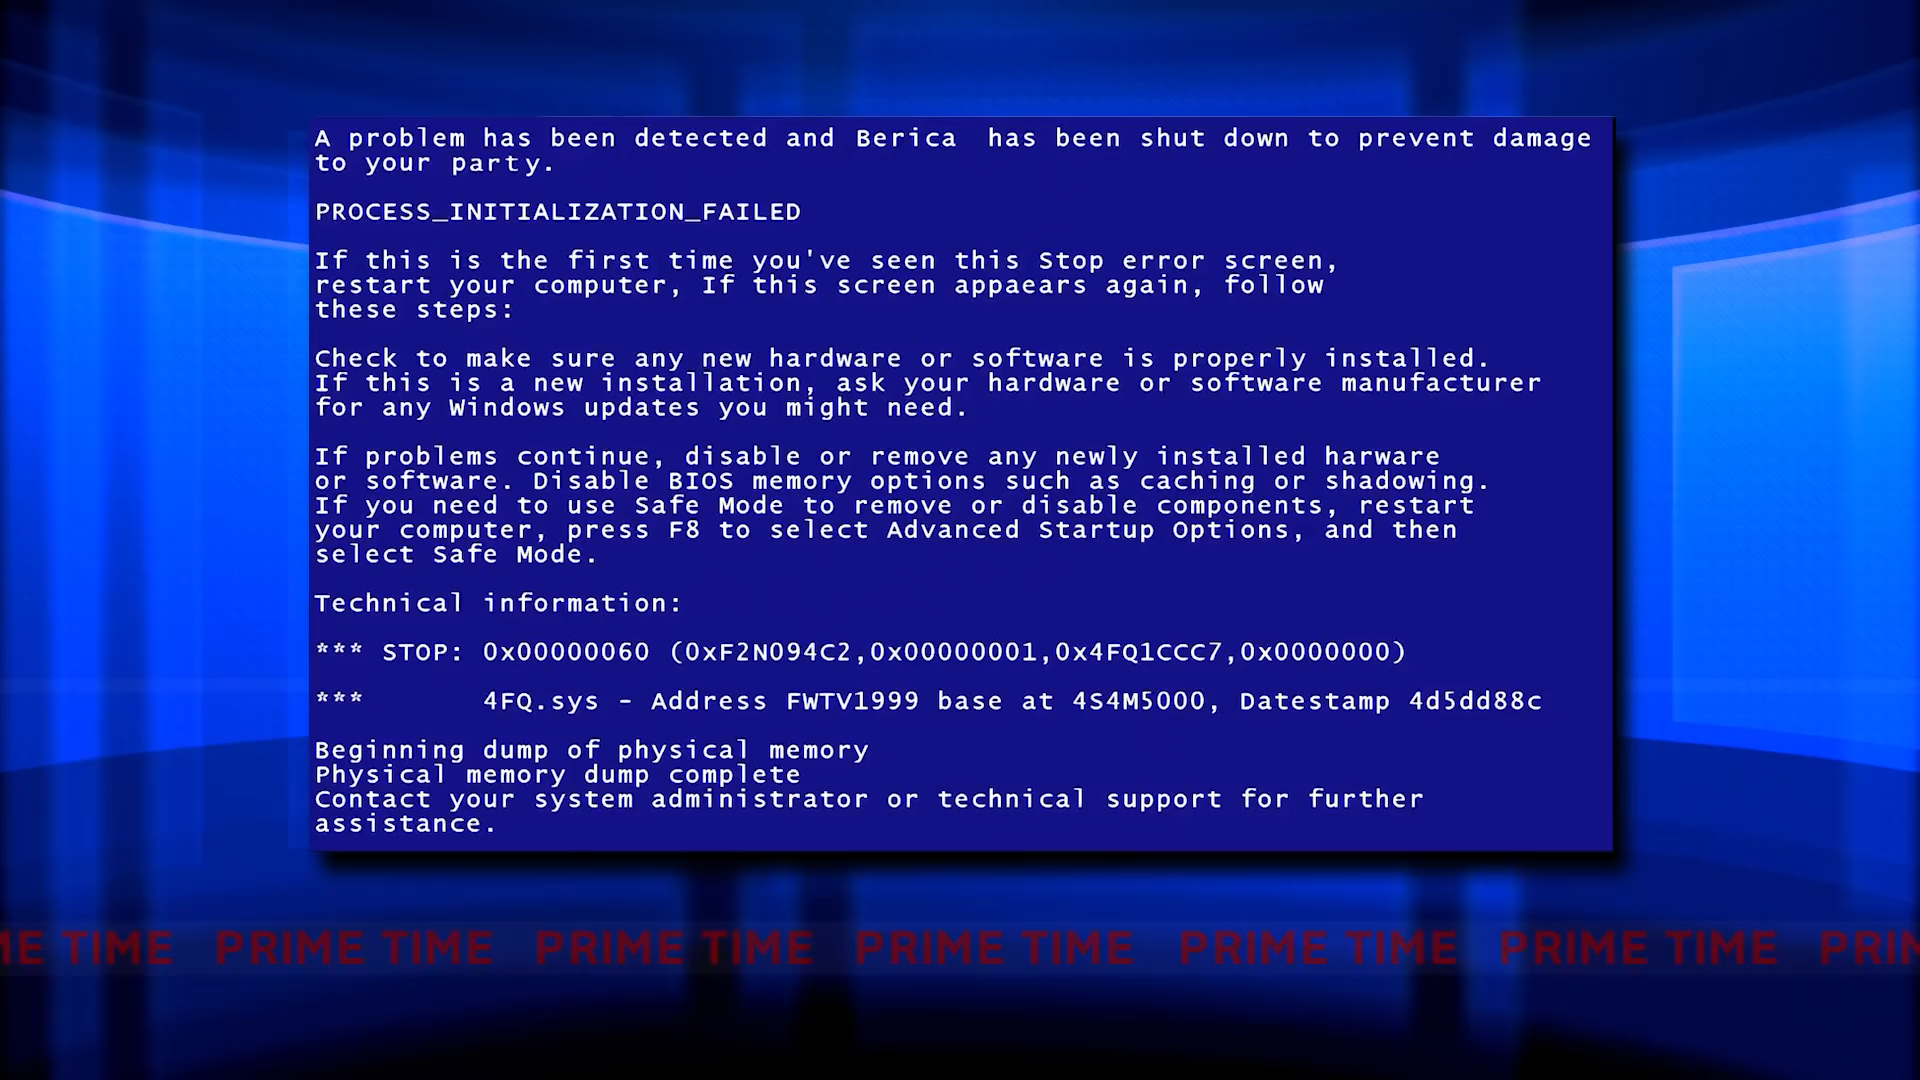 A problem has been detected and Berica  has been shut down to prevent damage
to your party.
PROCESS_INITIALIZATION_FAILED
If this is the first time you've seen this Stop error screen,
restart your computer, If this screen appaears again, follow
these steps:
Check to make sure any new hardware or software is properly installed.
If this is a new installation, ask your hardware or software manufacturer
for any Windows updates you might need.
If problems continue, disable or remove any newly installed harware
or software. Disable BIOS memory options such as caching or shadowing.
If you need to use Safe Mode to remove or disable components, restart
your computer, press F8 to select Advanced Startup Options, and then
select Safe Mode.
Technical information:
*** STOP: 0x00000060 (0xF2N094C2,0x00000001,0x4FQ1CCC7,0x0000000)
***       4FQ.sys – Address FWTV1999 base at 4S4M5000, Datestamp 4d5dd88c
Beginning dump of physical memory
Physical memory dump complete
Contact your system administrator or technical support for further
assistance.
ME TIME PRIME TIME PRIME TIME PRIME TIME PRIME TIME PRIME TIME PRIM